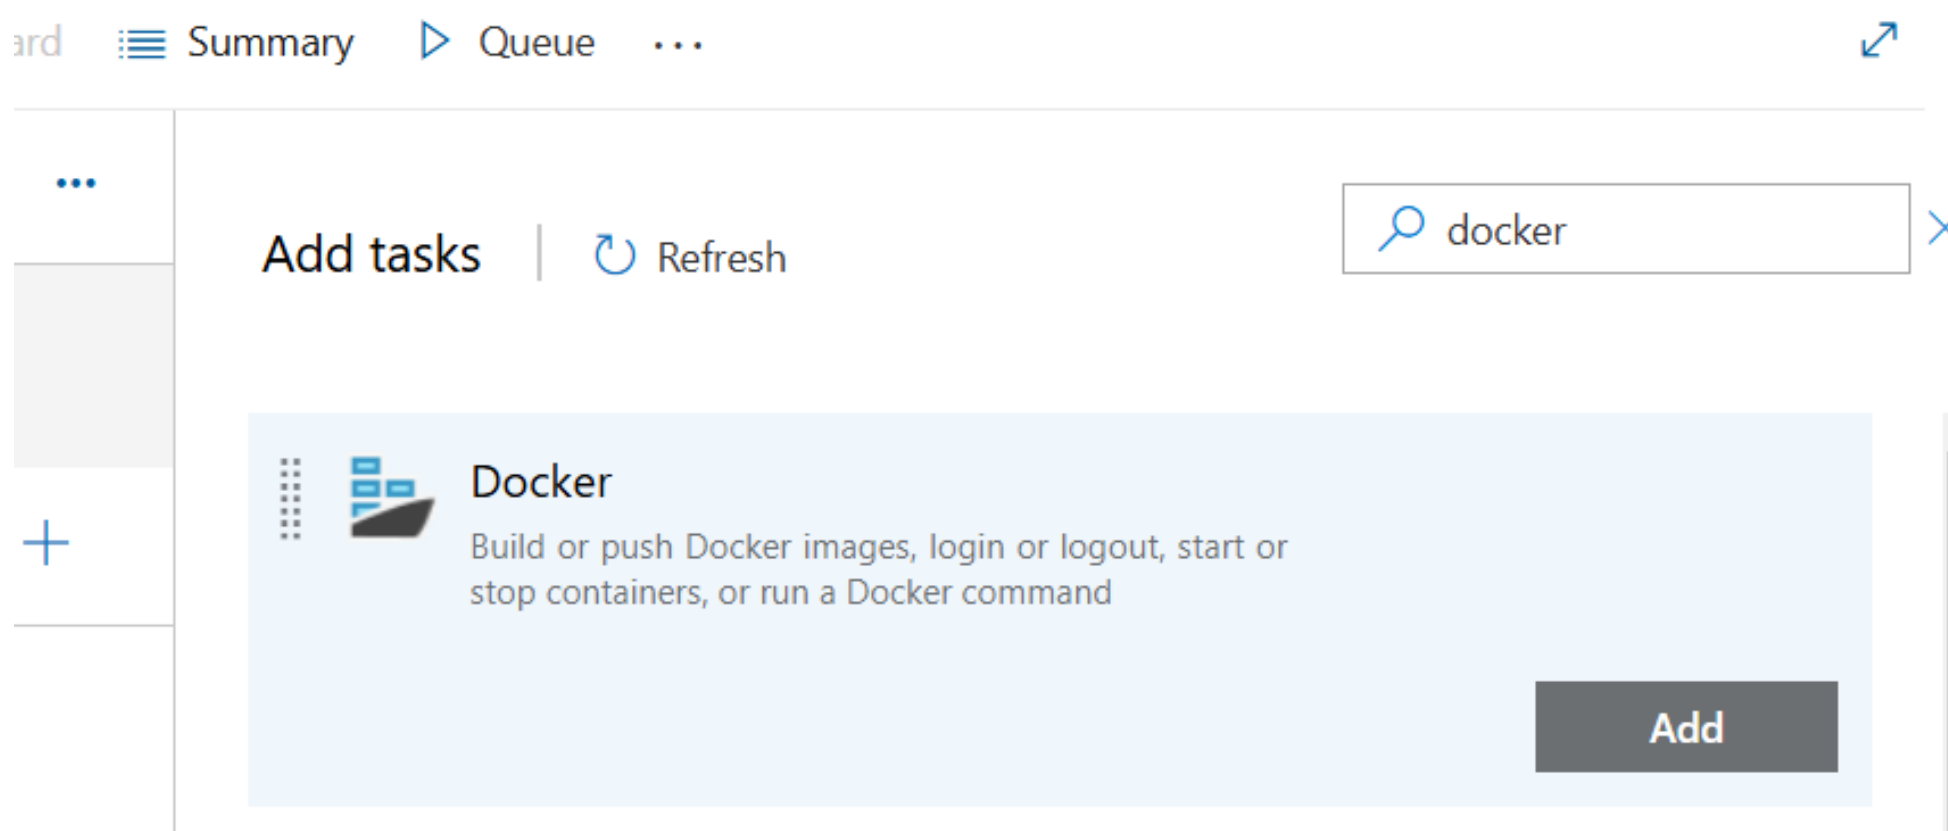 Summary Queue
Add tasks Refresh docker
Docker
Build or push Docker images, login or logout, start or
stop containers, or run a Docker command
Add